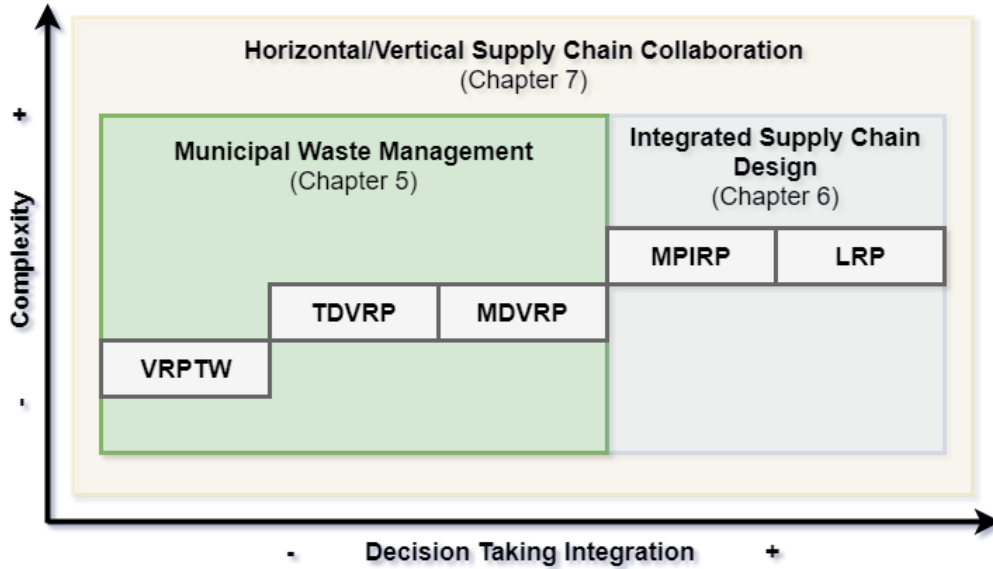 Horizontal/Vertical Supply Chain Collaboration
(Chapter 7)
Municipal Waste Management
(Chapter 5)
Integrated Supply Chain
Design
(Chapter 6)
MPIRP
LRP
TDVRP
MDVRP
VRPTW
+
Complexity
-
-
Decision Taking Integration
+